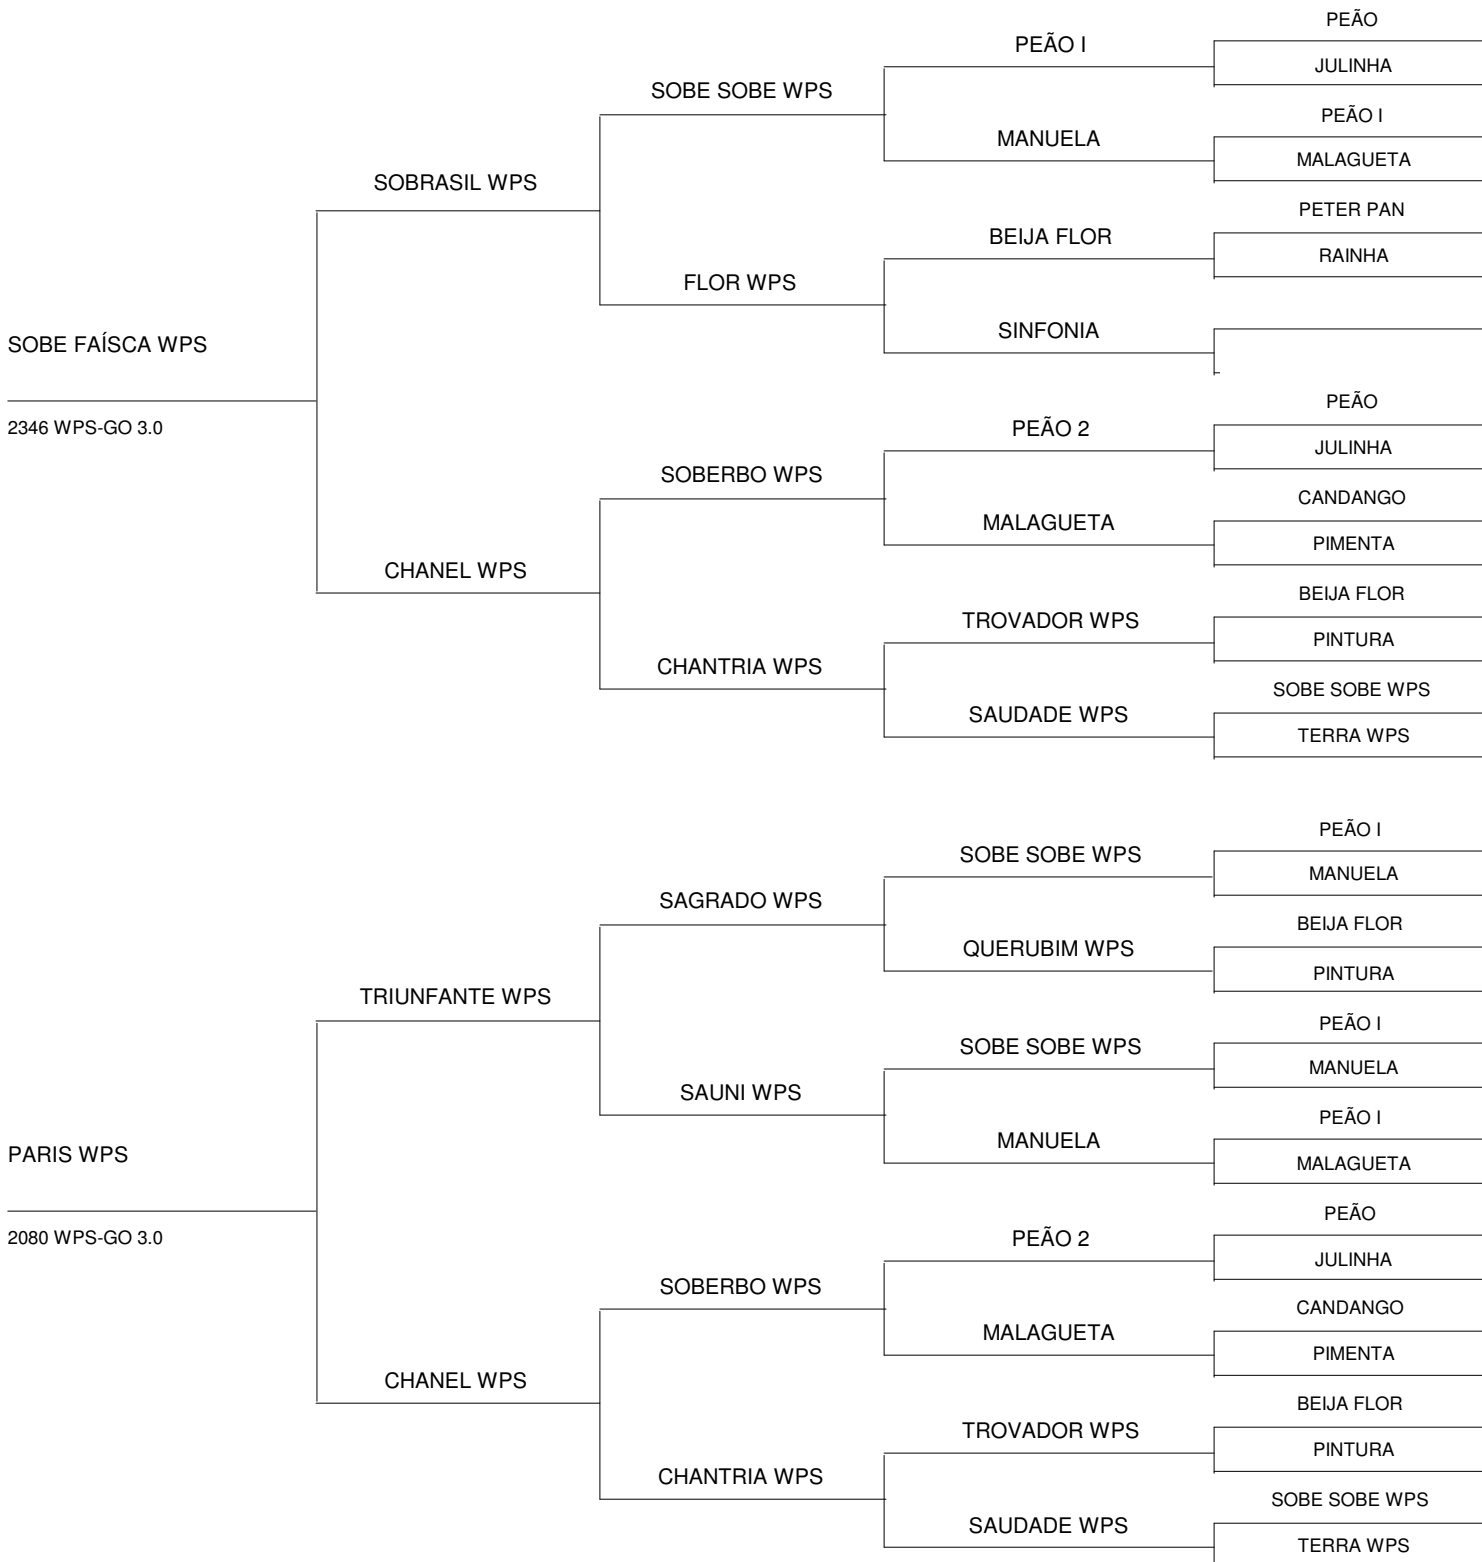 PEÃO
PEÃO I
JULINHA
SOBE SOBE WPS
PEÃO I
MANUELA
MALAGUETA
SOBRASIL WPS
PETER PAN
BEIJA FLOR
RAINHA
FLOR WPS
SINFONIA
SOBE FAÍSCA WPS
PEÃO
2346 WPS-GO 3.0
PEÃO 2
JULINHA
SOBERBO WPS
CANDANGO
MALAGUETA
PIMENTA
CHANEL WPS
BEIJA FLOR
TROVADOR WPS
PINTURA
CHANTRIA WPS
SOBE SOBE WPS
SAUDADE WPS
TERRA WPS
PEÃO I
SOBE SOBE WPS
MANUELA
SAGRADO WPS
BEIJA FLOR
QUERUBIM WPS
PINTURA
TRIUNFANTE WPS
PEÃO I
SOBE SOBE WPS
MANUELA
SAUNI WPS
PEÃO I
MANUELA
MALAGUETA
PARIS WPS
PEÃO
2080 WPS-GO 3.0
PEÃO 2
JULINHA
SOBERBO WPS
CANDANGO
MALAGUETA
PIMENTA
CHANEL WPS
BEIJA FLOR
TROVADOR WPS
PINTURA
CHANTRIA WPS
SOBE SOBE WPS
SAUDADE WPS
TERRA WPS